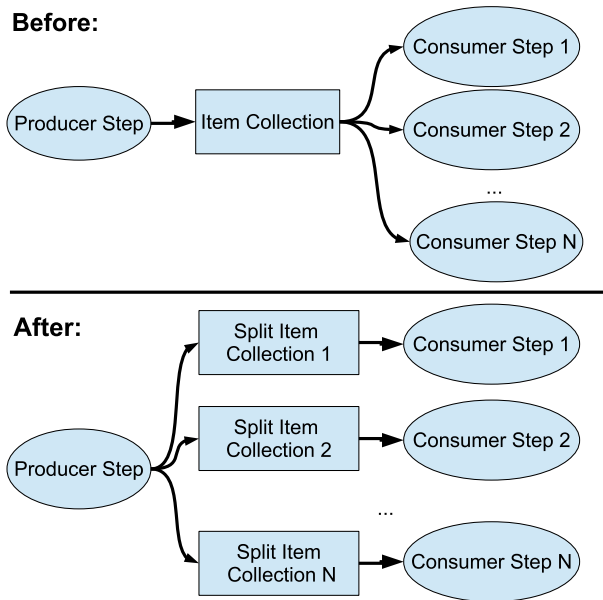 Before:
Consumer Step 1
Producer Step
Item Collection
Consumer Step 2
...
Consumer Step N
After:
Split Item
Collection 1
Consumer Step 1
Producer Step
Split Item
Collection 2
Consumer Step 2
...
Split Item
Collection N
Consumer Step N